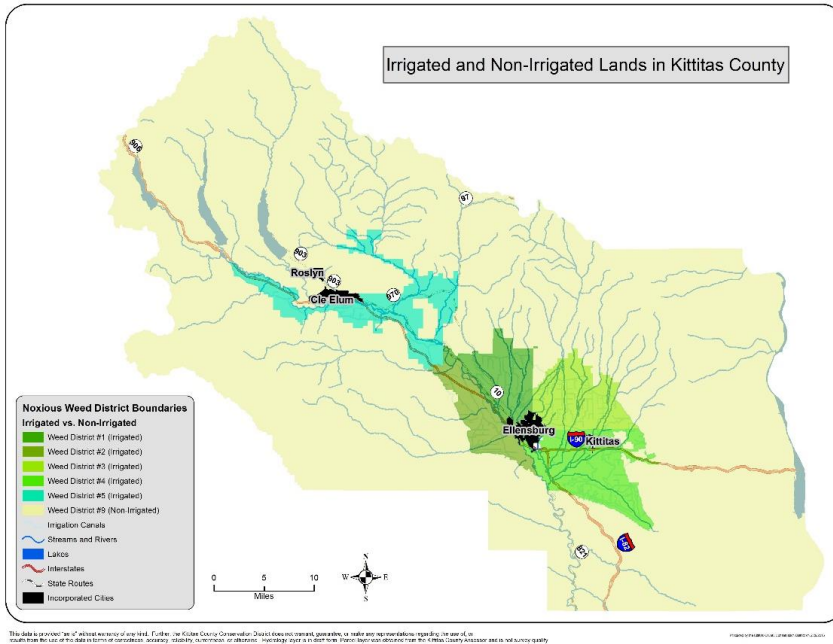 Irrigated and Non-Irrigated Lands in Kittitas County
906
97
903
Roslyn
903
Cle Elum
970
10
Ellensburg
I-90
Kittitas
I-82
821
Noxious Weed District Boundaries
Irrigated vs. Non-Irrigated
Weed District #1 (Irrigated)
Weed District #2 (Irrigated)
Weed District #3 (Irrigated)
Weed District #4 (Irrigated)
Weed District #5 (Irrigated)
Weed District #9 (Non-Irrigated)
Irrigation Canals
Streams and Rivers
Lakes
Interstates
State Routes
Incorporated Cities
0 5 10
Miles
N
W E
S
This data is provided "as is" without warranty of any kind. Further, the Kittitas County Conservation District does not warrant, guarantee, or make any representations regarding the use of, or
results from the use of the data in terms of correctness, accuracy, reliability, currentness, or otherwise. Hydrology layer is in draft form. Parcel layer was obtained from the Kittitas County Assessor and is not survey quality